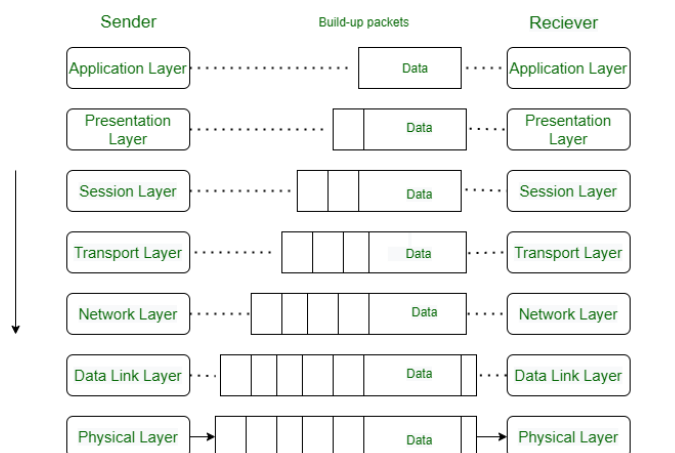 Sender Build-up packets Reciever
Application Layer Data Application Layer
Presentation Layer Data Presentation Layer
Session Layer Data Session Layer
Transport Layer Data Transport Layer
Network Layer Data Network Layer
Data Link Layer Data Data Link Layer
Physical Layer Data Physical Layer